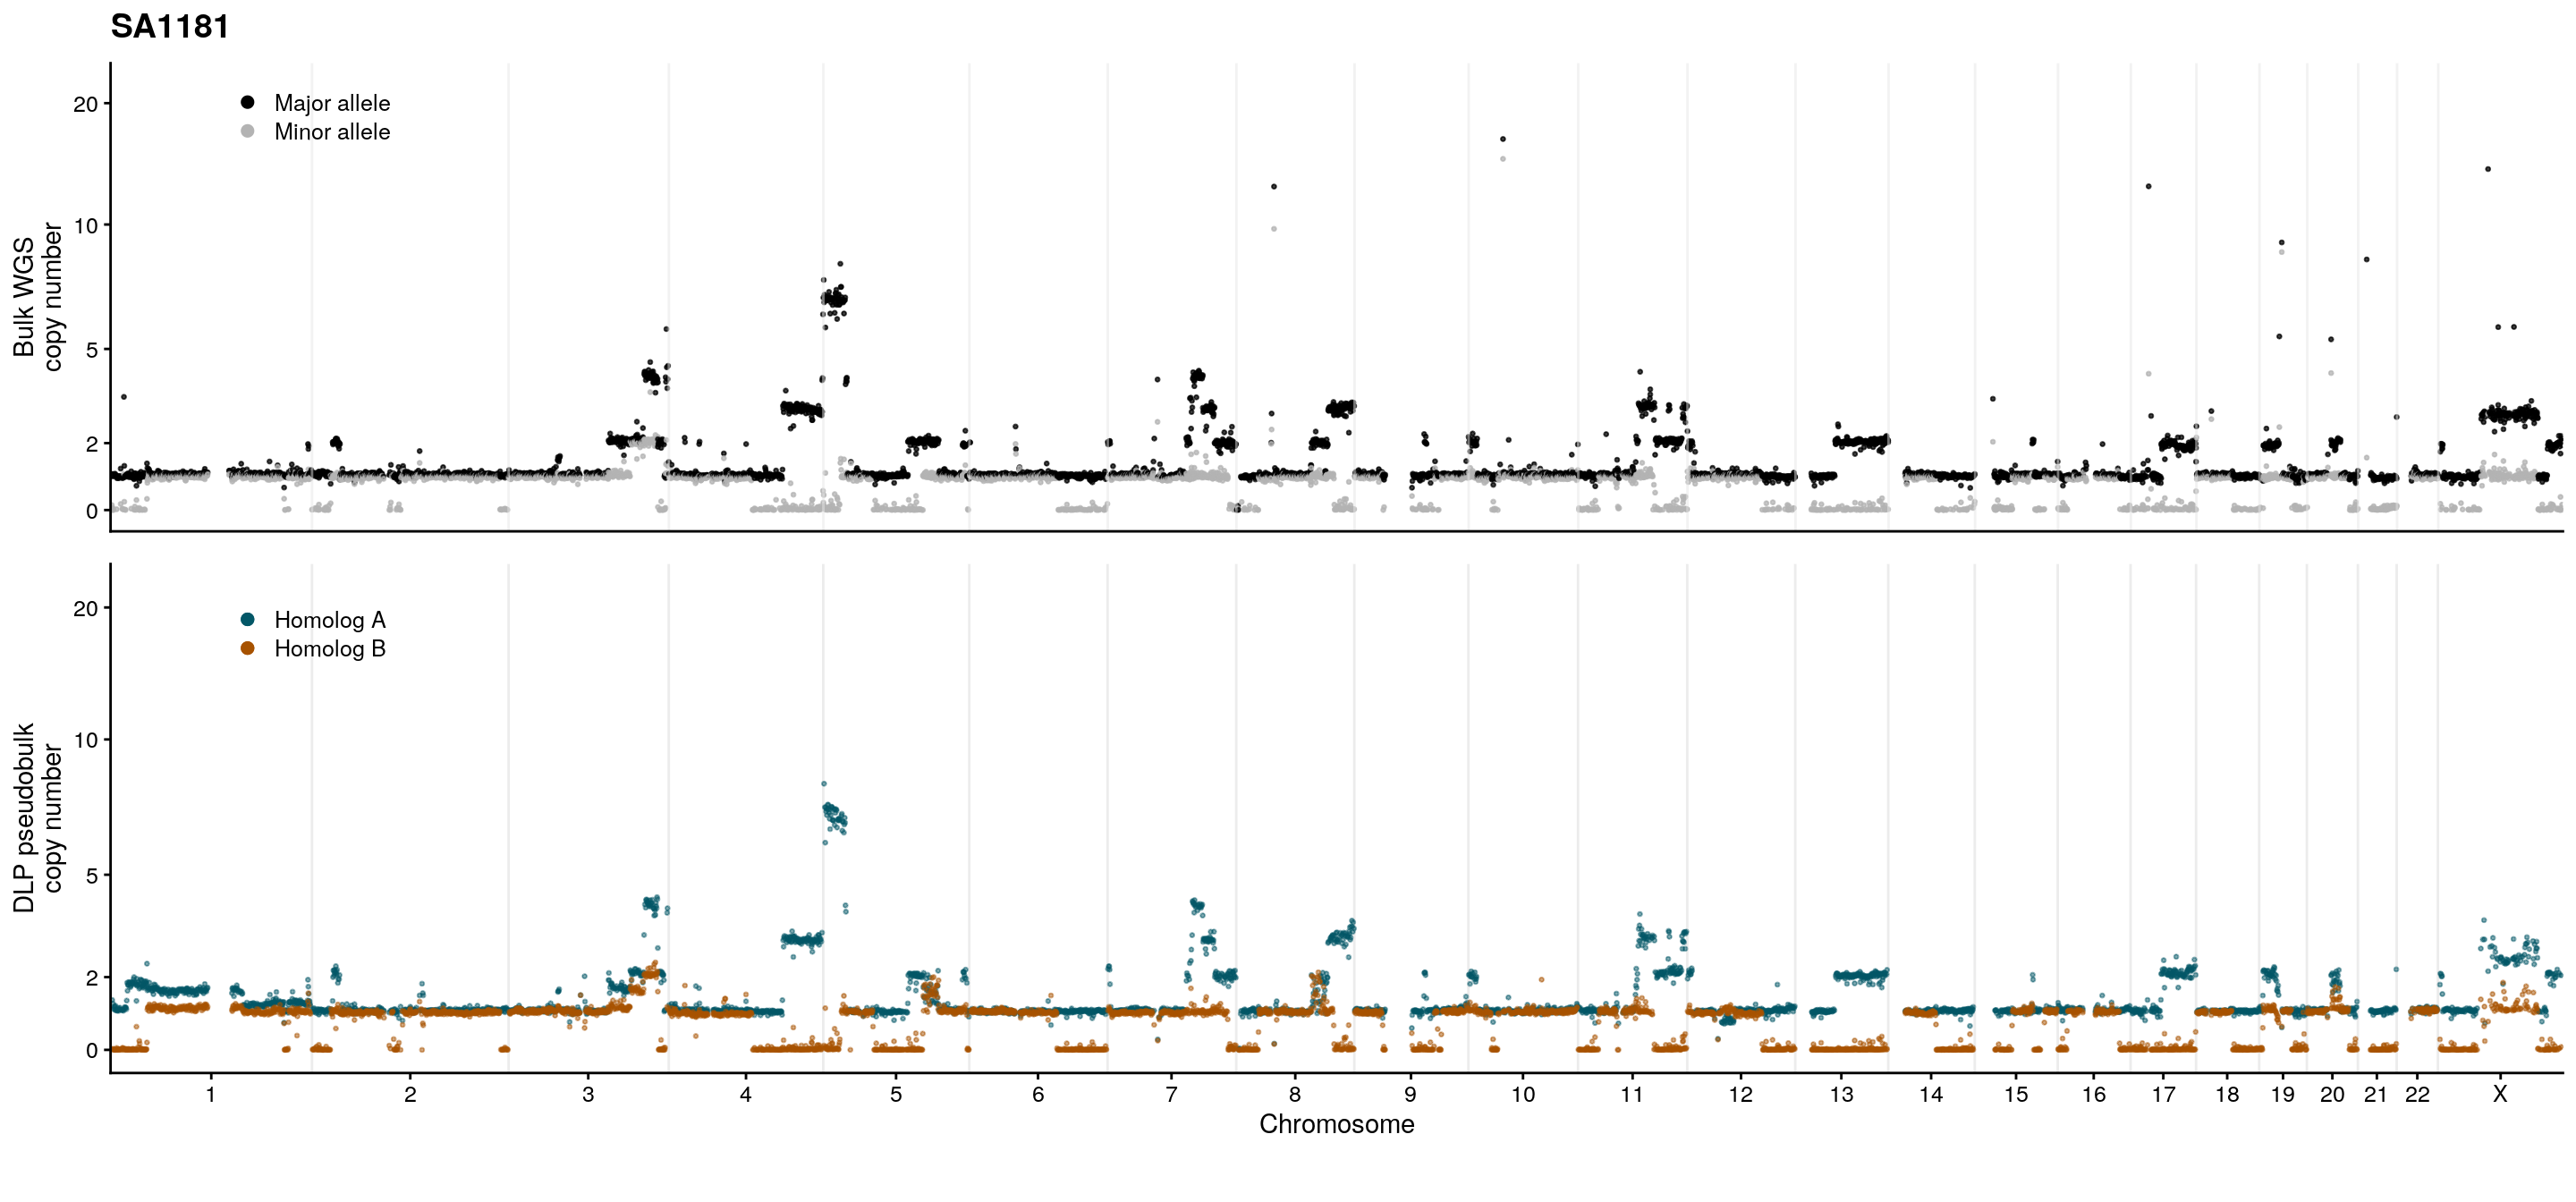 SA1181
Bulk WGS
copy number
20
10
5
2
0
Major allele
Minor allele
DLP pseudobulk
copy number
20
10
5
2
0
Homolog A
Homolog B
1 2 3 4 5 6 7 8 9 10 11 12 13 14 15 16 17 18 19 20 21 22 X
Chromosome